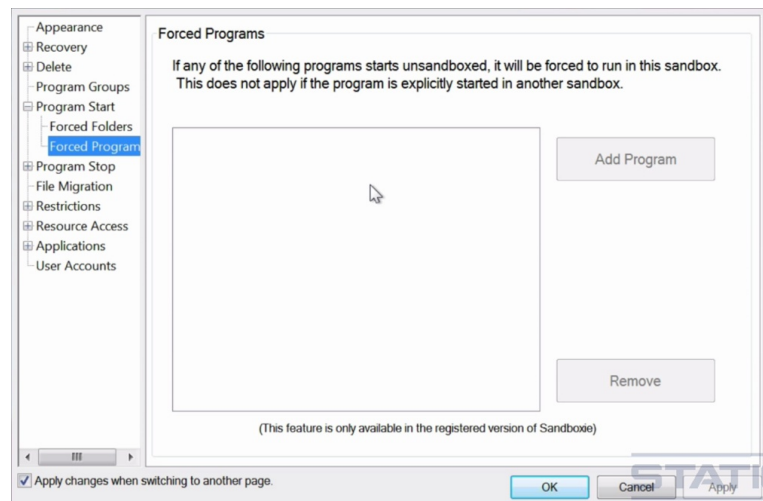 Appearance
Recovery
Delete
Program Groups
Program Start
Forced Folders
Forced Program
Program Stop
File Migration
Restrictions
Resource Access
Applications
User Accounts
Forced Programs
If any of the following programs starts unsandboxed, it will be forced to run in this sandbox.
This does not apply if the program is explicitly started in another sandbox.
Add Program
Remove
(This feature is only available in the registered version of Sandboxie)
Apply changes when switching to another page.
OK
Cancel
Apply
STATI